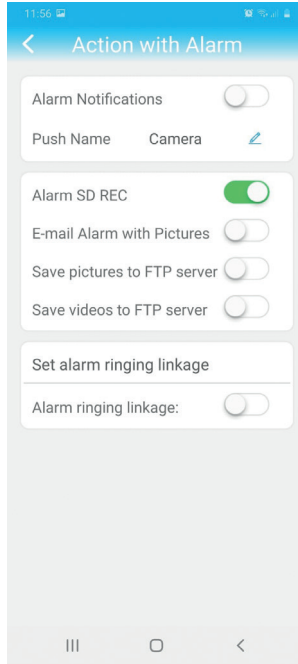 11:56
Action with Alarm
Alarm Notifications
Push Name Camera
Alarm SD REC
E-mail Alarm with Pictures
Save pictures to FTP server
Save videos to FTP server
Set alarm ringing linkage
Alarm ringing linkage: